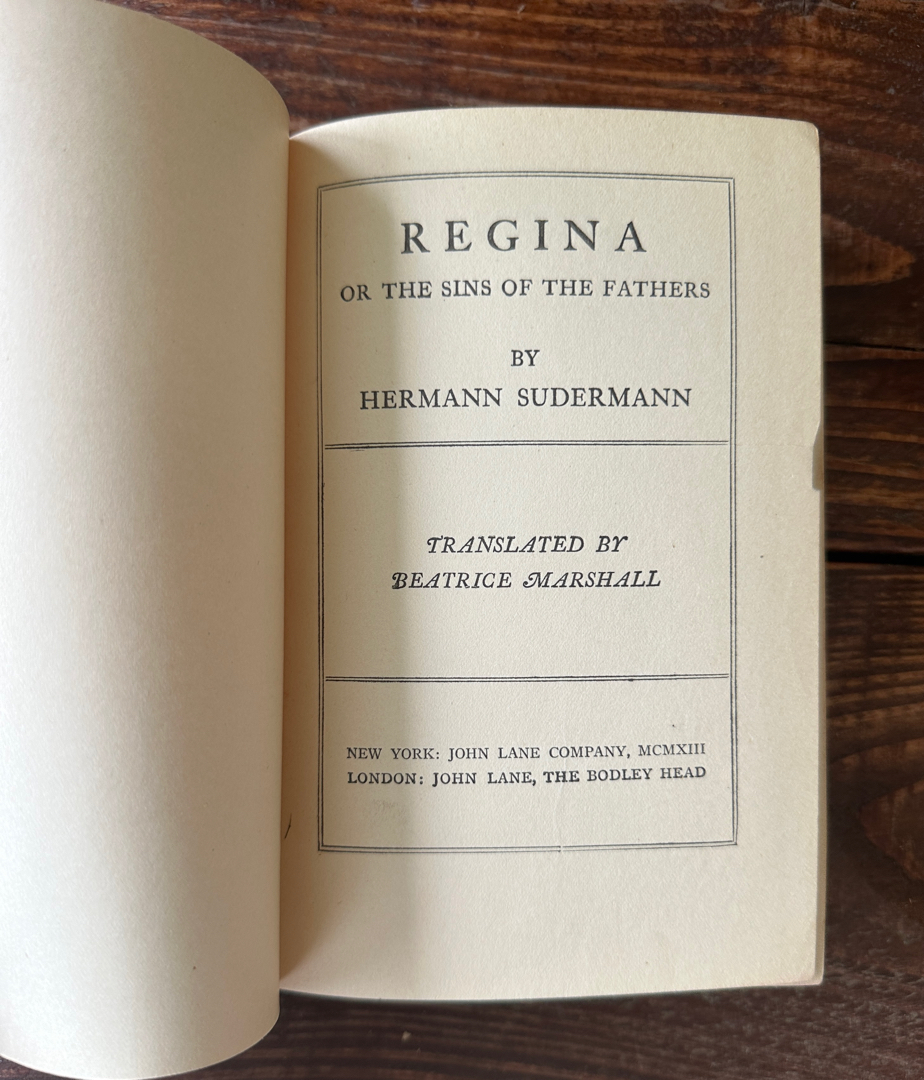 REGINA
OR THE SINS OF THE FATHERS
BY
HERMANN SUDERMANN
TRANSLATED BY
BEATRICE MARSHALL
NEW YORK: JOHN LANE COMPANY, MCMXIII
LONDON: JOHN LANE, THE BODLEY HEAD